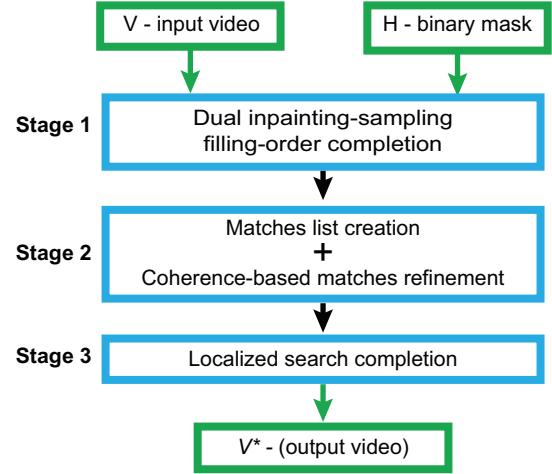 V - input video
H - binary mask
Stage 1
Dual inpainting-sampling
filling-order completion
Stage 2
Matches list creation
+
Coherence-based matches refinement
Stage 3
Localized search completion
V* - (output video)